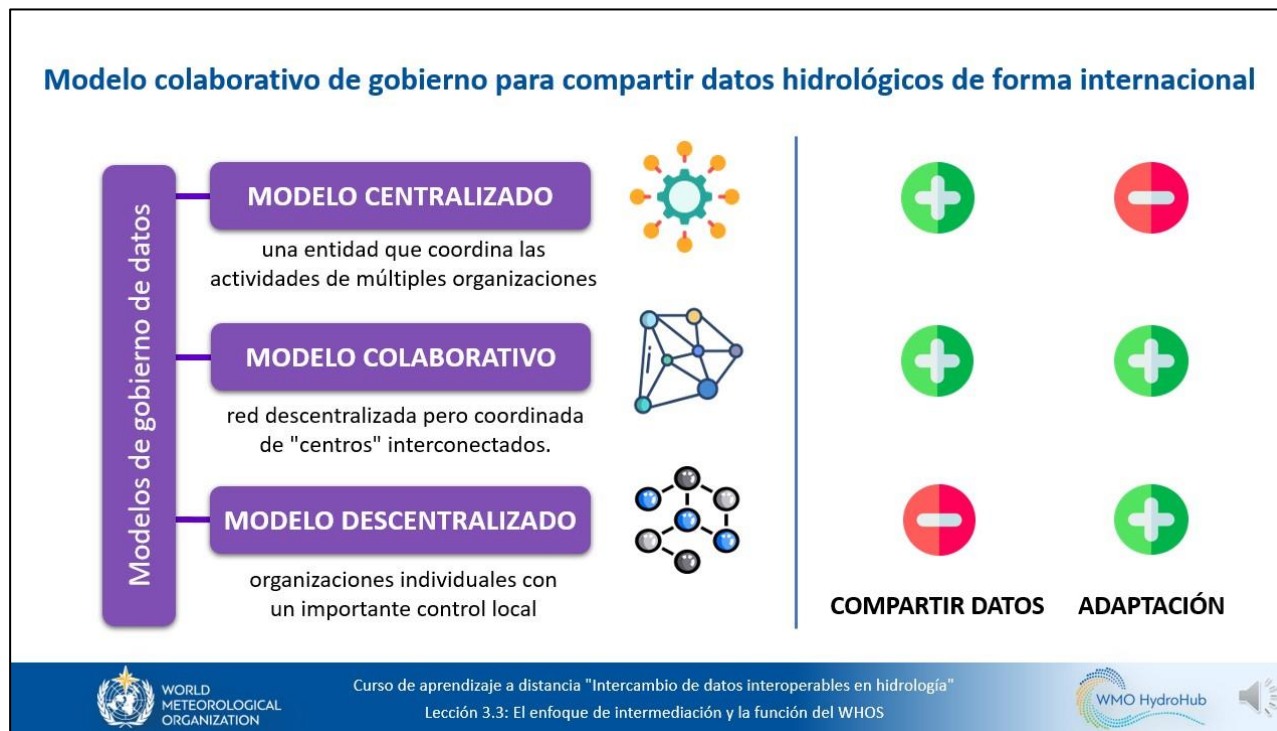 Modelo colaborativo de gobierno para compartir datos hidrológicos de forma internacional
Modelos de gobierno de datos
MODELO CENTRALIZADO
una entidad que coordina las
actividades de múltiples organizaciones
MODELO COLABORATIVO
red descentralizada pero coordinada
de "centros" interconectados.
MODELO DESCENTRALIZADO
organizaciones individuales con
un importante control local
COMPARTIR DATOS
ADAPTACIÓN
WORLD
METEOROLOGICAL
ORGANIZATION
Curso de aprendizaje a distancia "Intercambio de datos interoperables en hidrología"
Lección 3.3: El enfoque de intermediación y la función del WHOS
WMO HydroHub